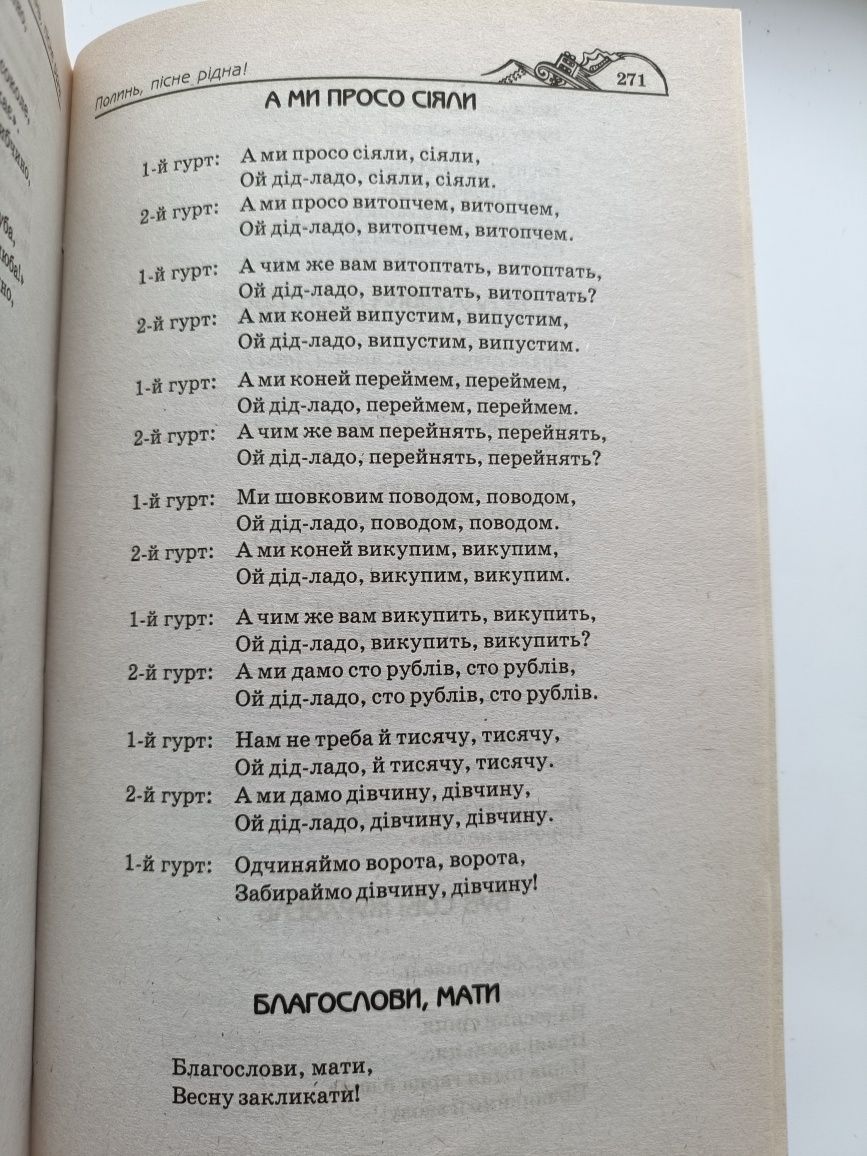 Полинь, пісне рідна!
271
А МИ ПРОСО СІЯЛИ
1-й гурт: А ми просо сіяли, сіяли,
Ой дід-ладо, сіяли, сіяли.
2-й гурт: А ми просо витопчем, витопчем,
Ой дід-ладо, витопчем, витопчем.
1-й гурт: А чим же вам витоптать, витоптать,
Ой дід-ладо, витоптать, витоптать?
2-й гурт: А ми коней випустим, випустим,
Ой дід-ладо, випустим, випустим.
1-й гурт: А ми коней переймем, переймем,
Ой дід-ладо, переймем, переймем.
2-й гурт: А чим же вам перейнять, перейнять,
Ой дід-ладо, перейнять, перейнять?
1-й гурт: Ми шовковим поводом, поводом,
Ой дід-ладо, поводом, поводом.
2-й гурт: А ми коней викупим, викупим,
Ой дід-ладо, викупим, викупим.
1-й гурт: А чим же вам викупить, викупить,
Ой дід-ладо, викупить, викупить?
2-й гурт: А ми дамо сто рублів, сто рублів,
Ой дід-ладо, сто рублів, сто рублів.
1-й гурт: Нам не треба й тисячу, тисячу,
Ой дід-ладо, й тисячу, тисячу.
2-й гурт: А ми дамо дівчину, дівчину,
Ой дід-ладо, дівчину, дівчину.
1-й гурт: Одчиняймо ворота, ворота,
Забираймо дівчину, дівчину!
БЛАГОСЛОВИ, МАТИ
Благослови, мати,
Весну закликати!